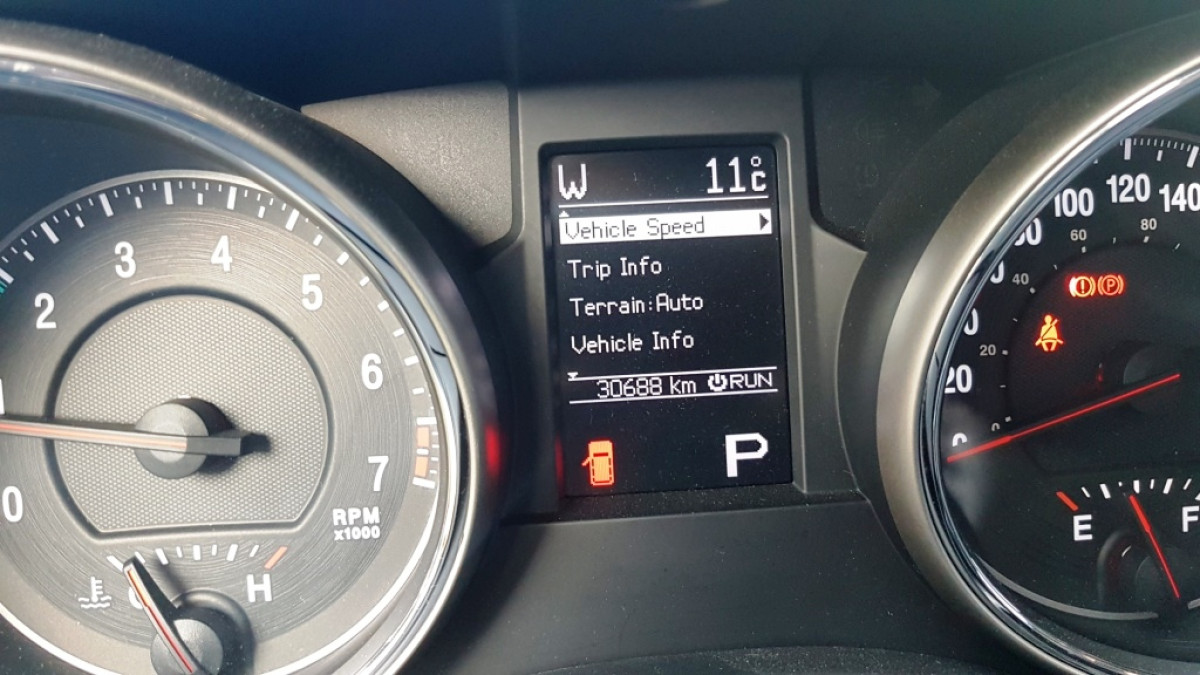 W 11°C
Vehicle Speed
Trip Info
Terrain:Auto
Vehicle Info
30688 km RUN
P
0
2
3
4
5
6
7
RPM
x1000
H
20
100
120
140
0
20
40
60
80
(!) (P)
E
F